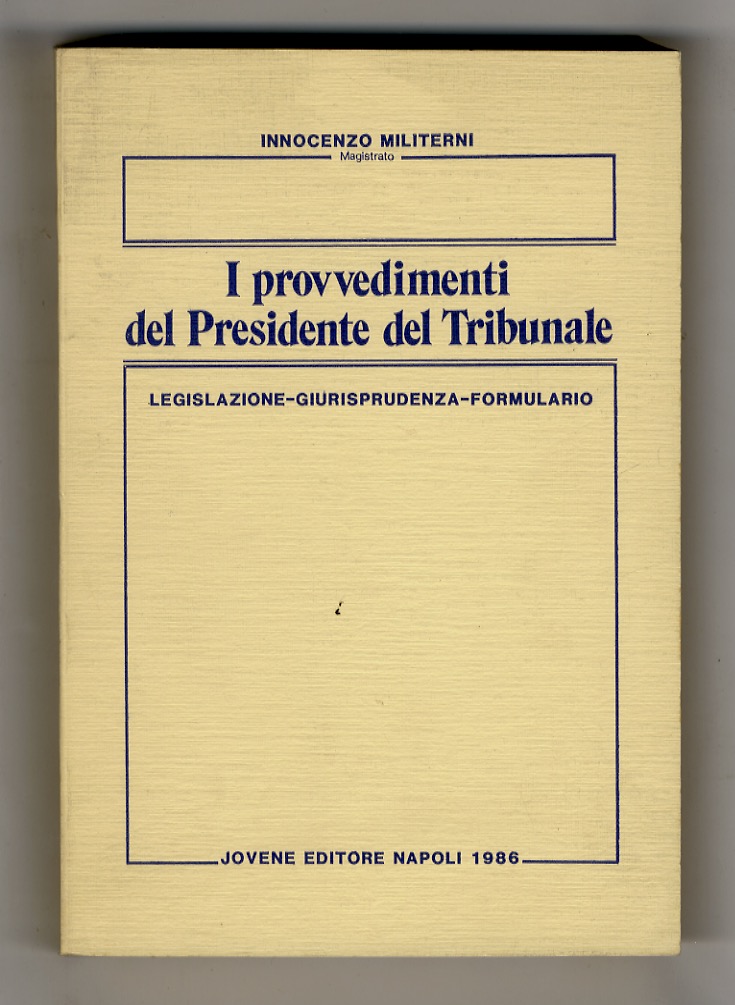 INNOCENZO MILITERNI
Magistrato
I provvedimenti
del Presidente del Tribunale
LEGISLAZIONE-GIURISPRUDENZA-FORMULARIO
JOVENE EDITORE NAPOLI 1986